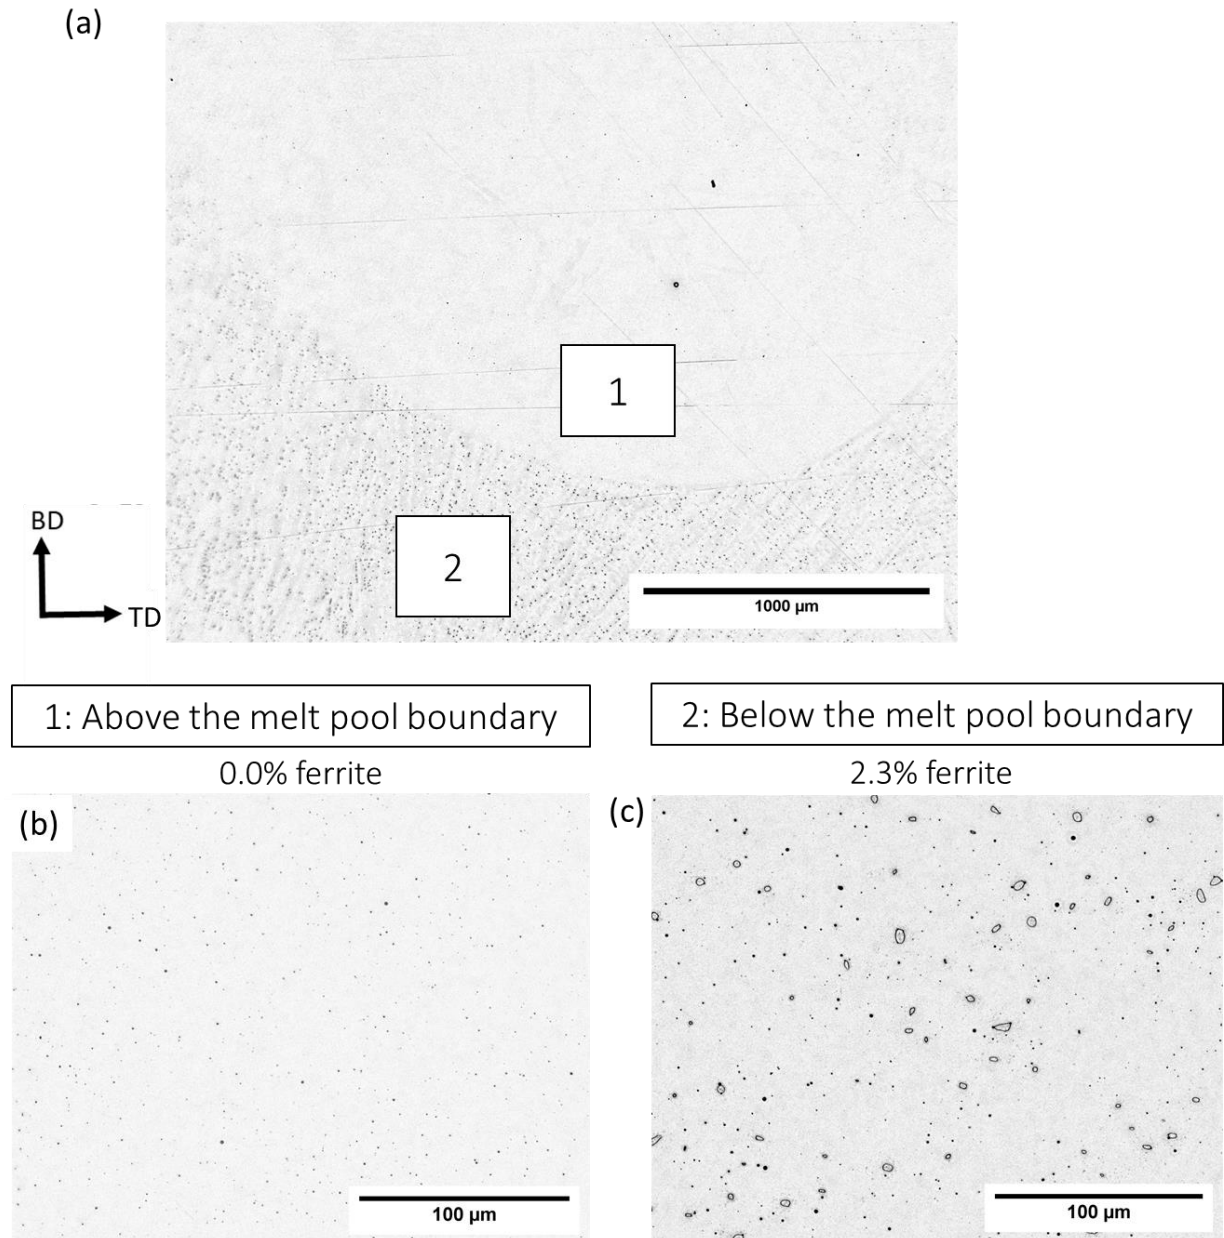 (a)
1
2
BD
TD
1000 µm
1: Above the melt pool boundary
2: Below the melt pool boundary
0.0% ferrite
2.3% ferrite
(b)
(c)
100 µm
100 µm